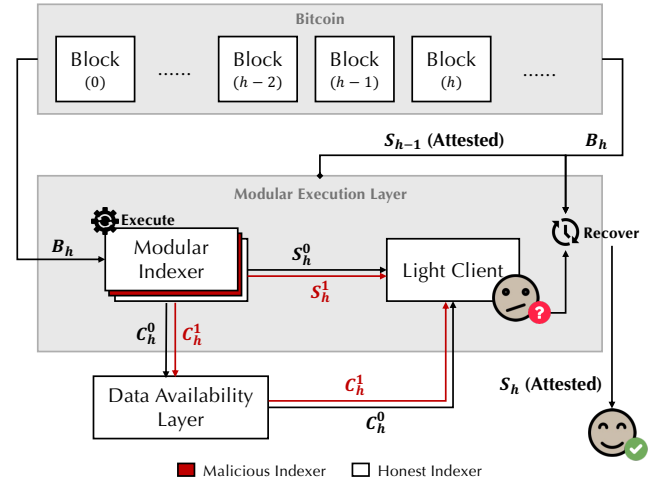 Bitcoin
Block
(0)
......
Block
(h − 2)
Block
(h − 1)
Block
(h)
......
S_{h−1} (Attested)
B_h
Modular Execution Layer
Execute
B_h
Modular
Indexer
S_h^0
S_h^1
Light Client
?
Recover
C_h^0
C_h^1
Data Availability
Layer
C_h^1
C_h^0
S_h (Attested)
Malicious Indexer
Honest Indexer